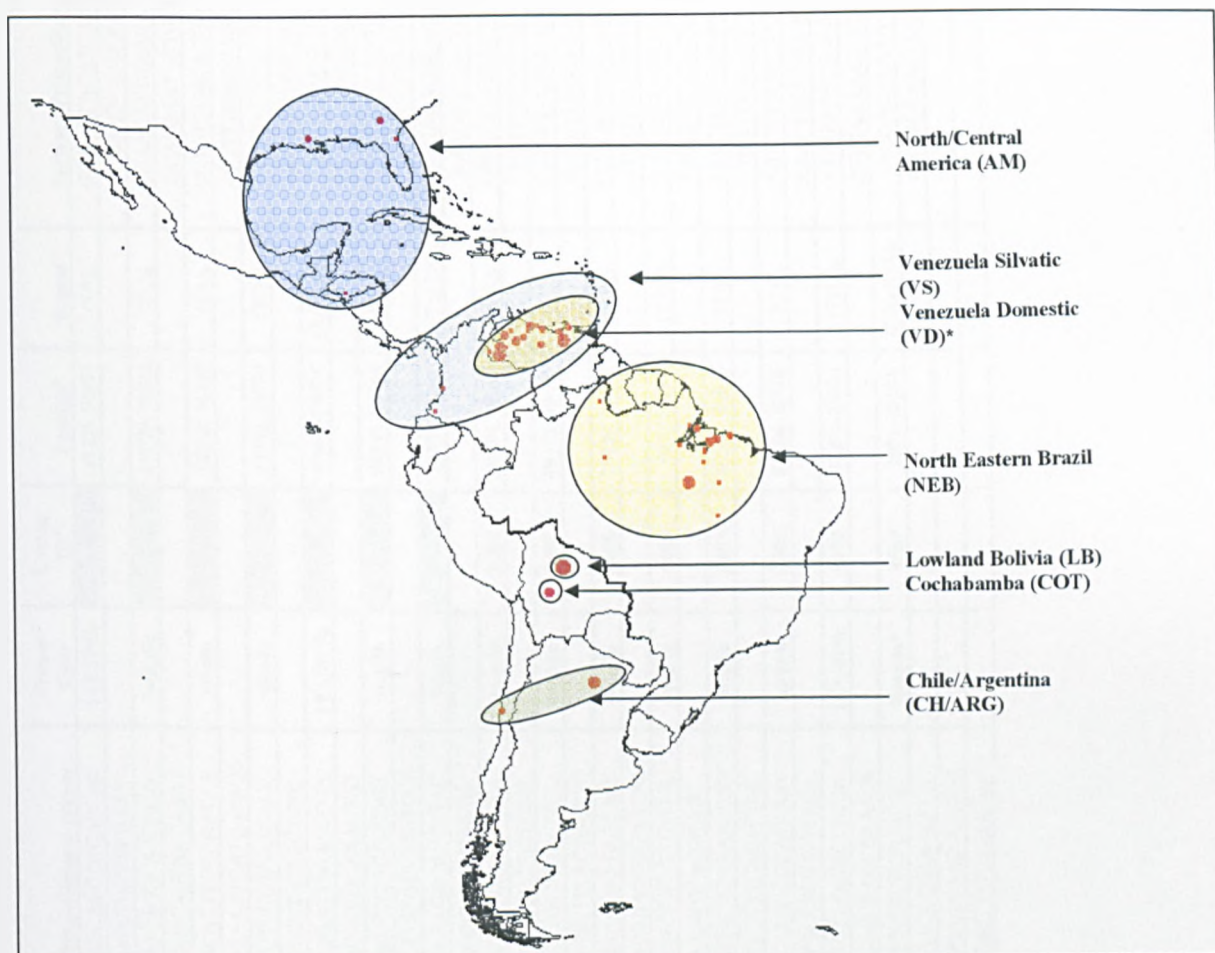 North/Central
America (AM)
Venezuela Silvatic
(VS)
Venezuela Domestic
(VD)*
North Eastern Brazil
(NEB)
Lowland Bolivia (LB)
Cochabamba (COT)
Chile/Argentina
(CH/ARG)